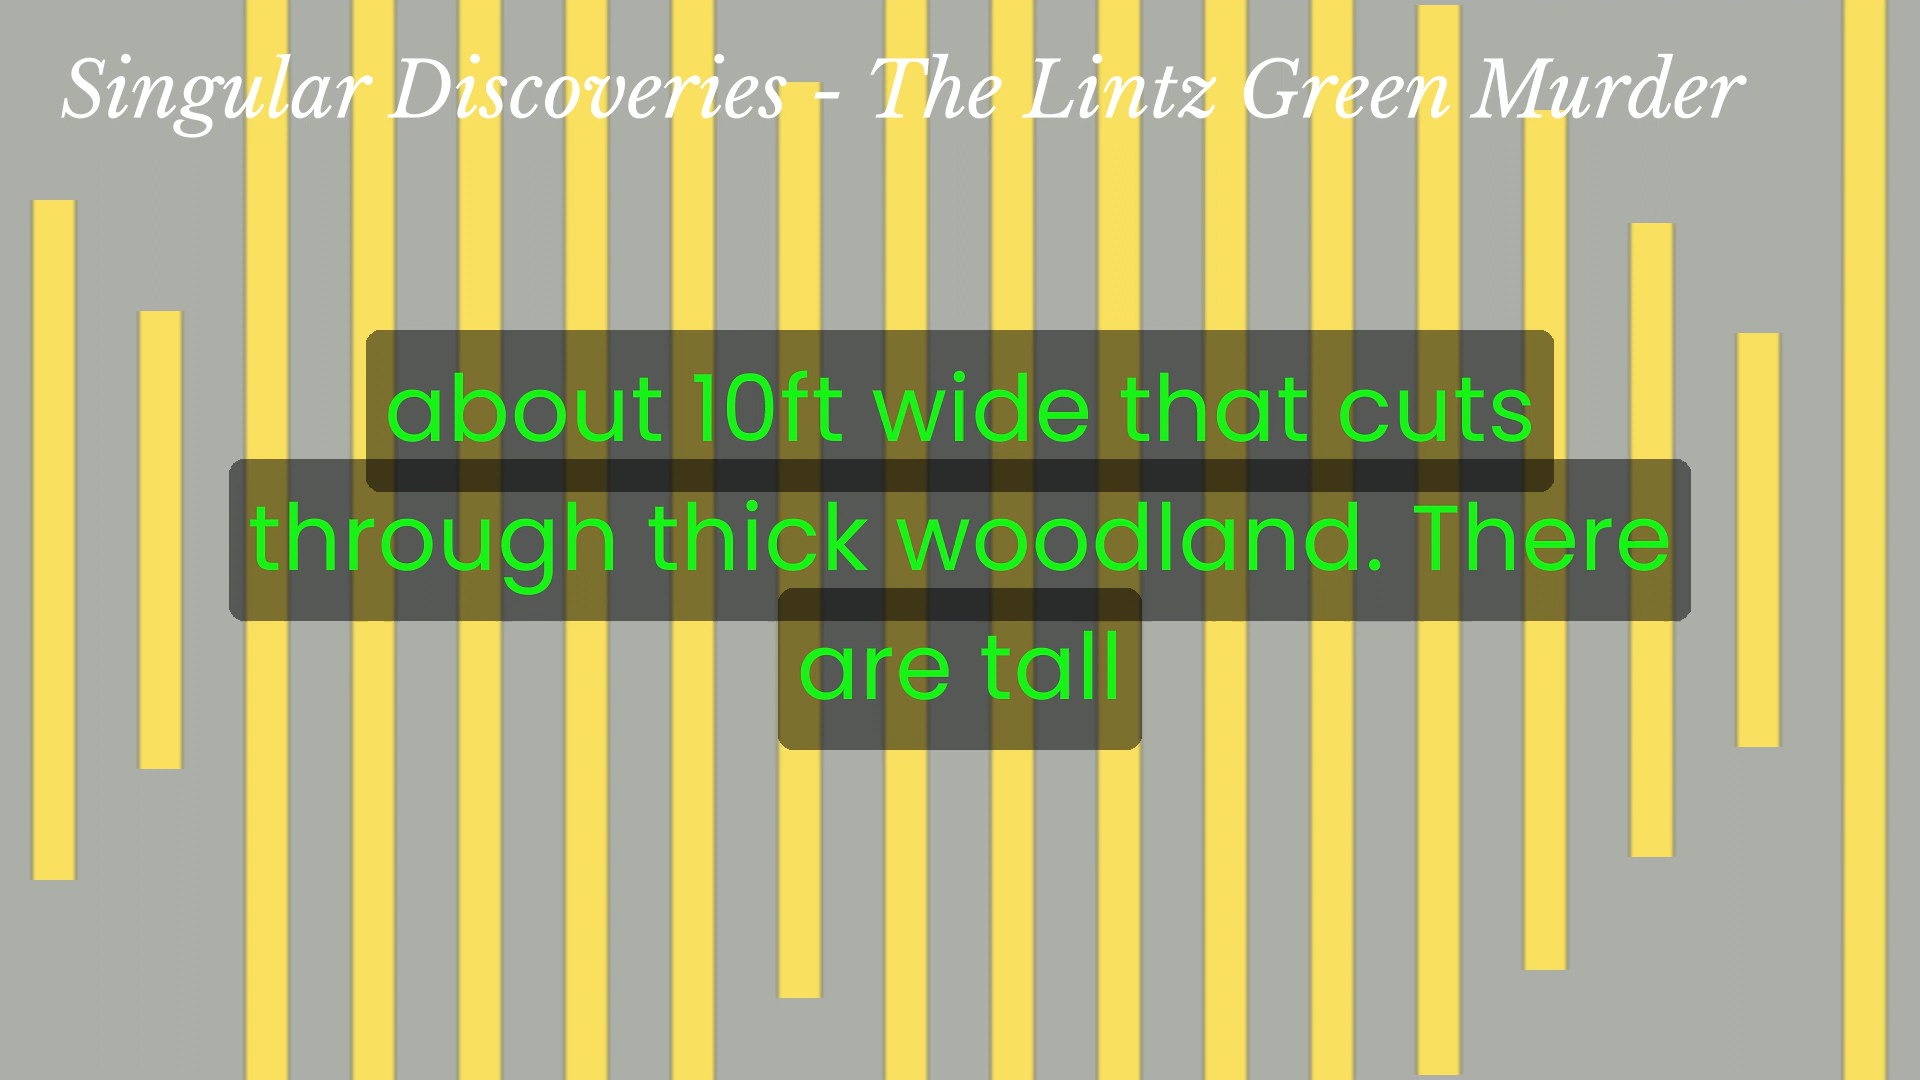 Singular Discoveries - The Lintz Green Murder
about 10ft wide that cuts
through thick woodland. There
are tall